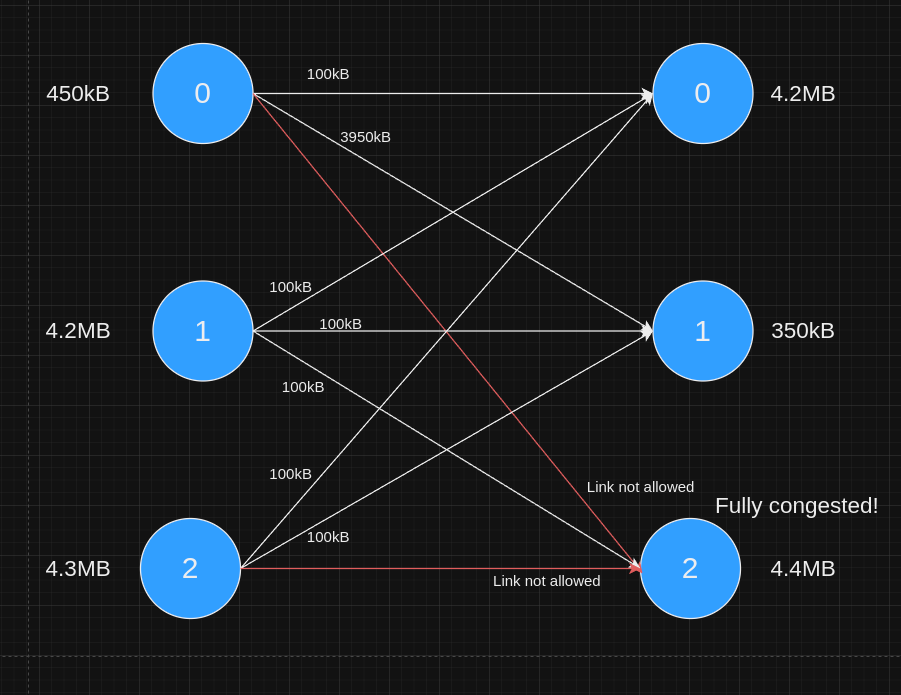 100kB
450kB
0
0
4.2MB
3950kB
100kB
4.2MB
1
100kB
1
350kB
100kB
100kB
Link not allowed
Fully congested!
100kB
4.3MB
2
Link not allowed
2
4.4MB